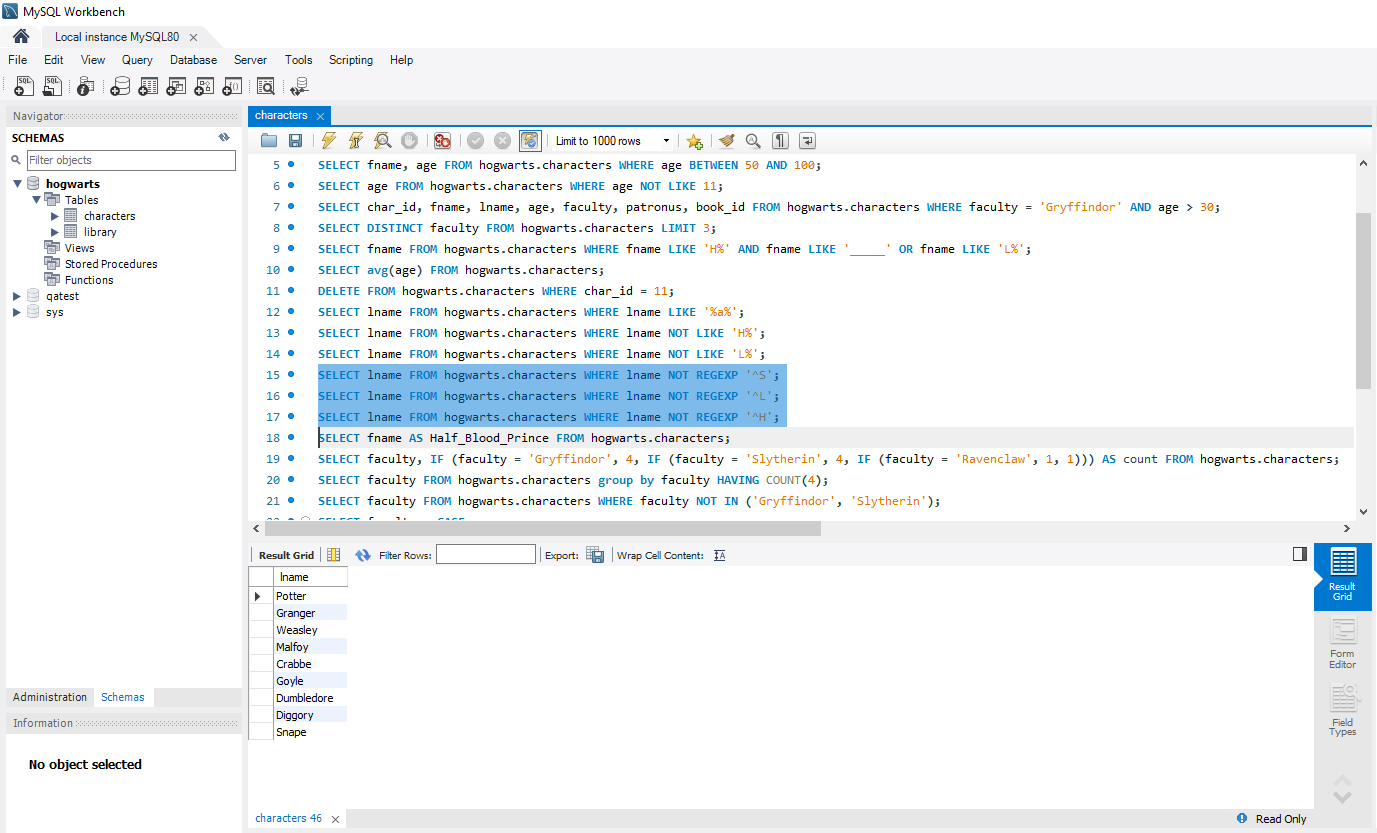 MySQL Workbench
Local instance MySQL80
File Edit View Query Database Server Tools Scripting Help
Navigator
SCHEMAS
Filter objects
hogwarts
Tables
characters
library
Views
Stored Procedures
Functions
qatest
sys
Administration Schemas
Information
No object selected
characters
Limit to 1000 rows
5 SELECT fname, age FROM hogwarts.characters WHERE age BETWEEN 50 AND 100;
6 SELECT age FROM hogwarts.characters WHERE age NOT LIKE 11;
7 SELECT char_id, fname, lname, age, faculty, patronus, book_id FROM hogwarts.characters WHERE faculty = 'Gryffindor' AND age > 30;
8 SELECT DISTINCT faculty FROM hogwarts.characters LIMIT 3;
9 SELECT fname FROM hogwarts.characters WHERE fname LIKE 'H%' AND fname LIKE '_____' OR fname LIKE 'L%';
10 SELECT avg(age) FROM hogwarts.characters;
11 DELETE FROM hogwarts.characters WHERE char_id = 11;
12 SELECT lname FROM hogwarts.characters WHERE lname LIKE '%a%';
13 SELECT lname FROM hogwarts.characters WHERE lname NOT LIKE 'H%';
14 SELECT lname FROM hogwarts.characters WHERE lname NOT LIKE 'L%';
15 SELECT lname FROM hogwarts.characters WHERE lname NOT REGEXP '^S';
16 SELECT lname FROM hogwarts.characters WHERE lname NOT REGEXP '^L';
17 SELECT lname FROM hogwarts.characters WHERE lname NOT REGEXP '^H';
18 SELECT fname AS Half_Blood_Prince FROM hogwarts.characters;
19 SELECT faculty, IF (faculty = 'Gryffindor', 4, IF (faculty = 'Slytherin', 4, IF (faculty = 'Ravenclaw', 1, 1))) AS count FROM hogwarts.characters;
20 SELECT faculty FROM hogwarts.characters group by faculty HAVING COUNT(4);
21 SELECT faculty FROM hogwarts.characters WHERE faculty NOT IN ('Gryffindor', 'Slytherin');
Result Grid Filter Rows: Export: Wrap Cell Content:
lname
Potter
Granger
Weasley
Malfoy
Crabbe
Goyle
Dumbledore
Diggory
Snape
Result
Grid
Form
Editor
Field
Types
characters 46
Read Only